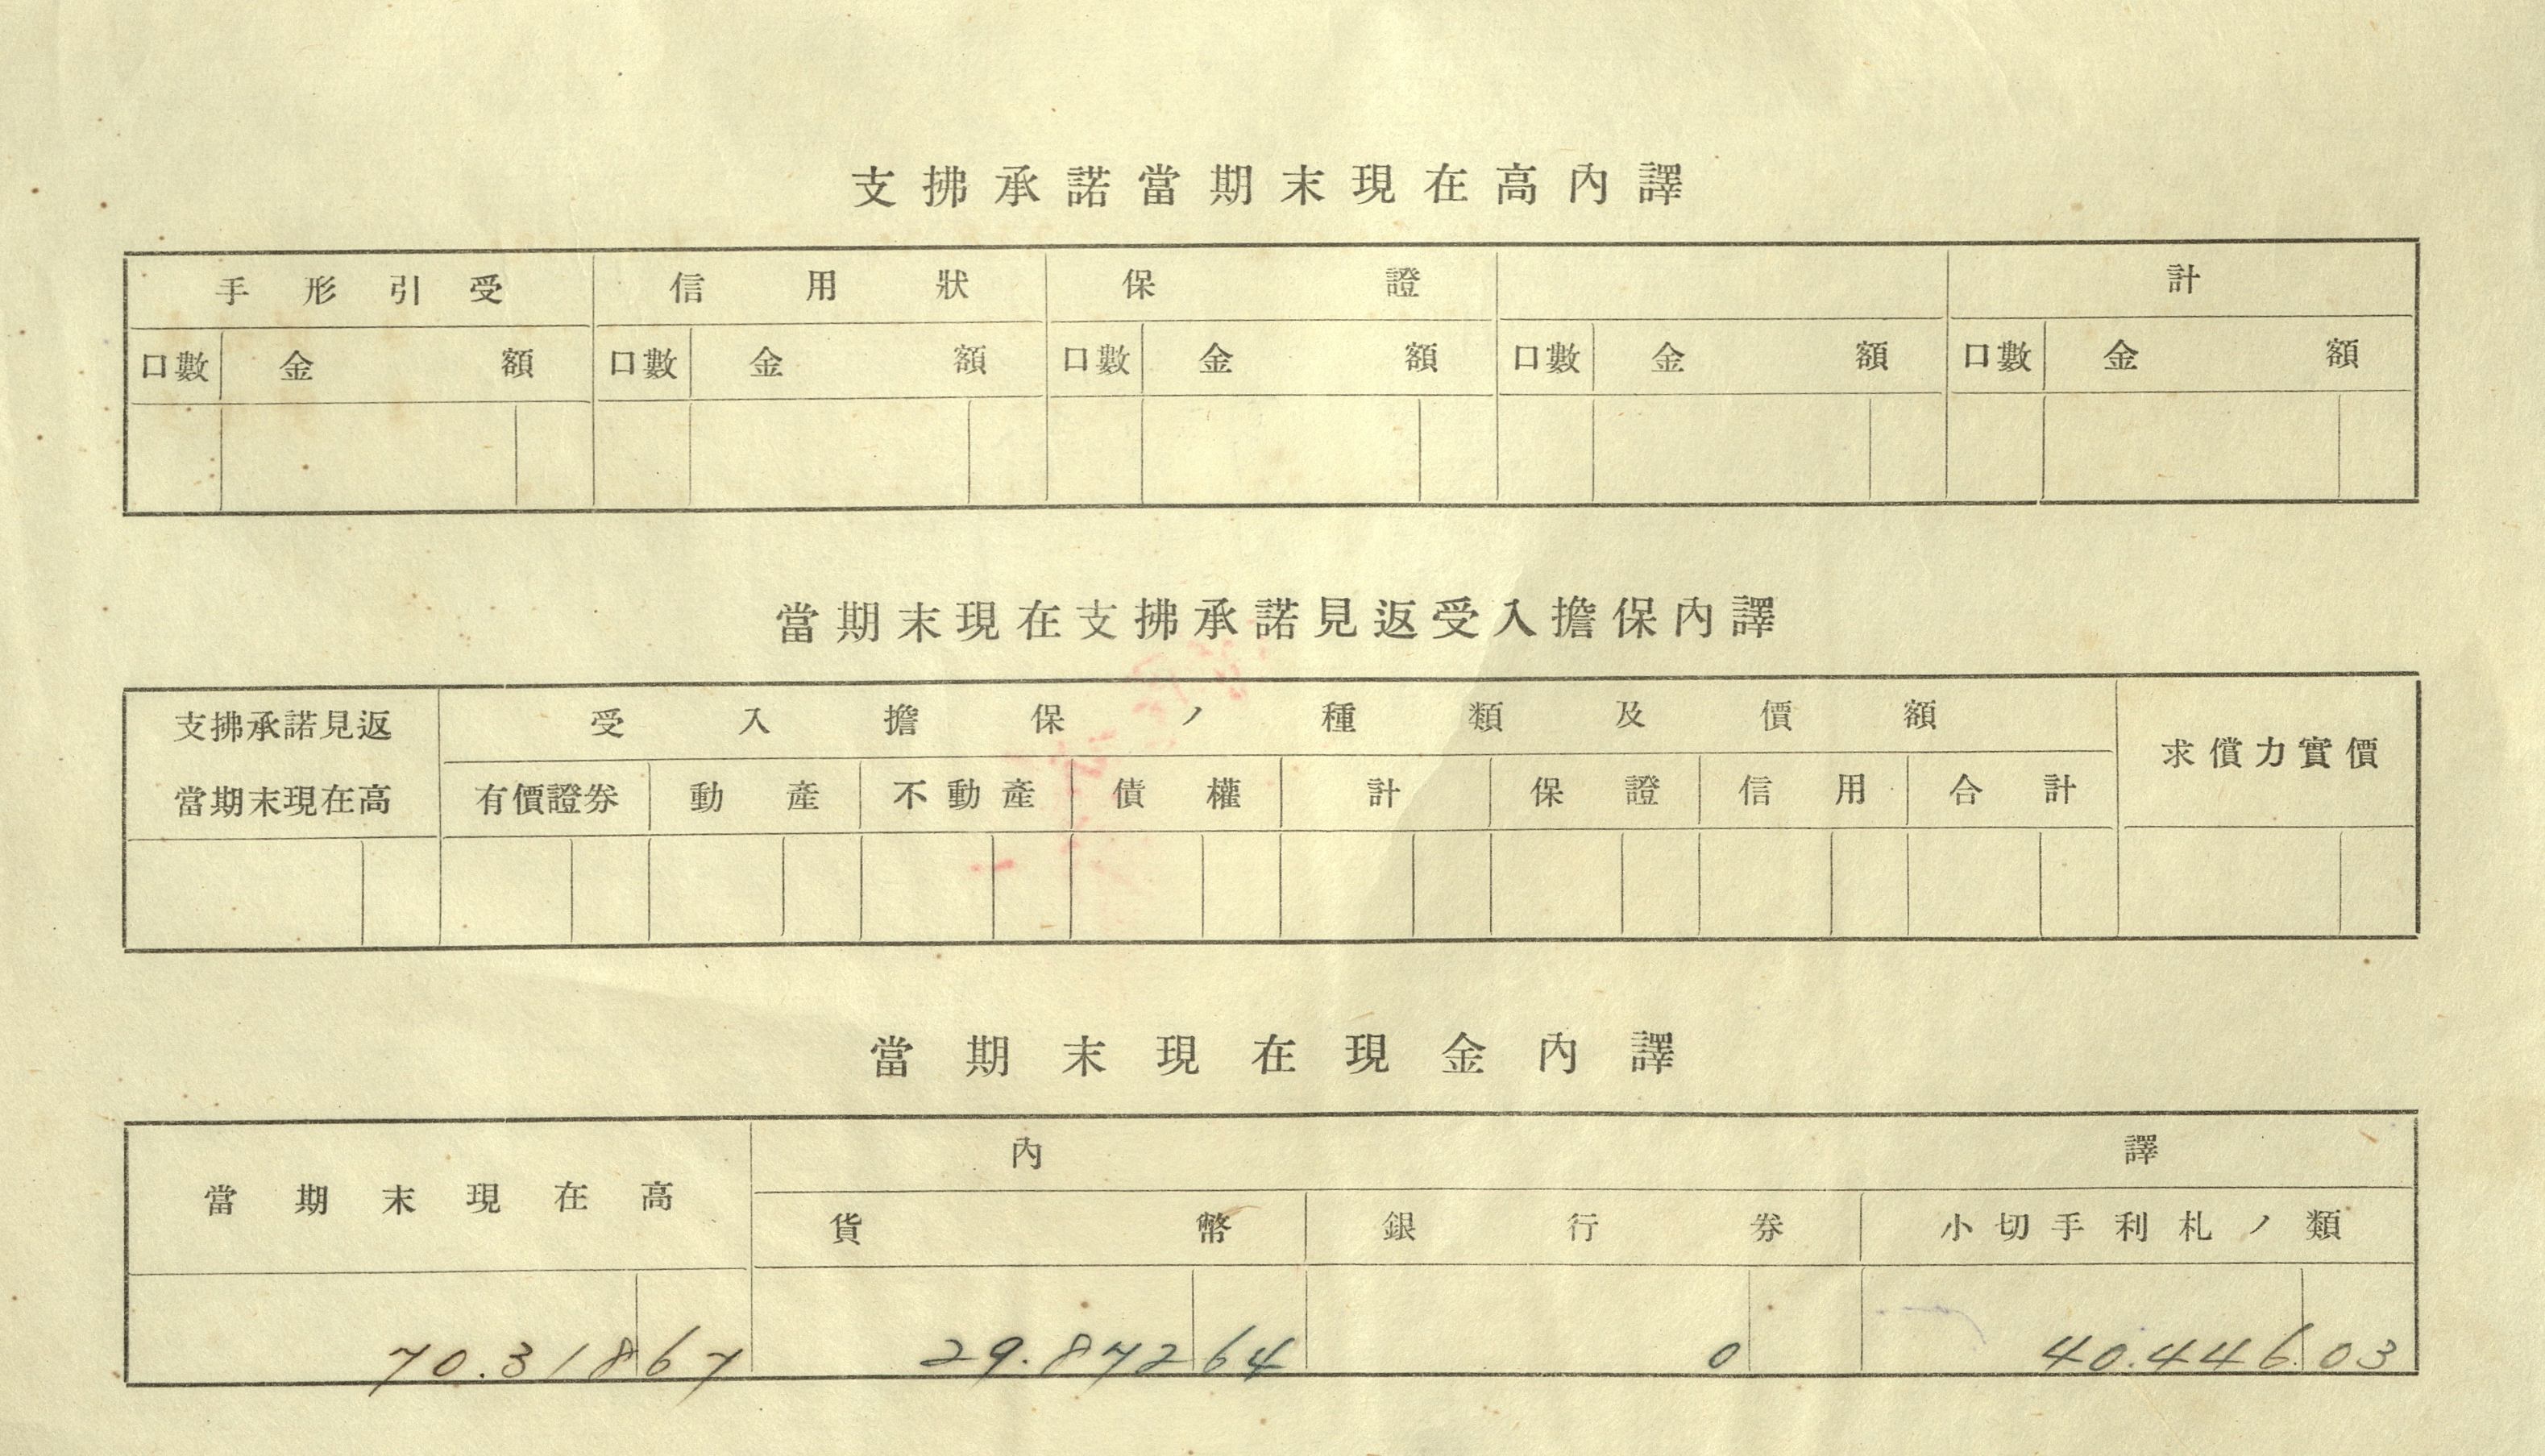 支拂承諾當期末現在高內譯
手形引受 信用狀 保證 計
口數 金額 口數 金額 口數 金額 口數 金額 口數 金額
當期末現在支拂承諾見返受入擔保內譯
支拂承諾見返 受入擔保ノ種類及價額 求償力實價
當期末現在高 有價證券 動產 不動產 債權 計 保證 信用 合計
當期末現在現金內譯
當期末現在高 內譯
貨幣 銀行券 小切手利札ノ類
70.318 67 29.872 64 0 40.446 03